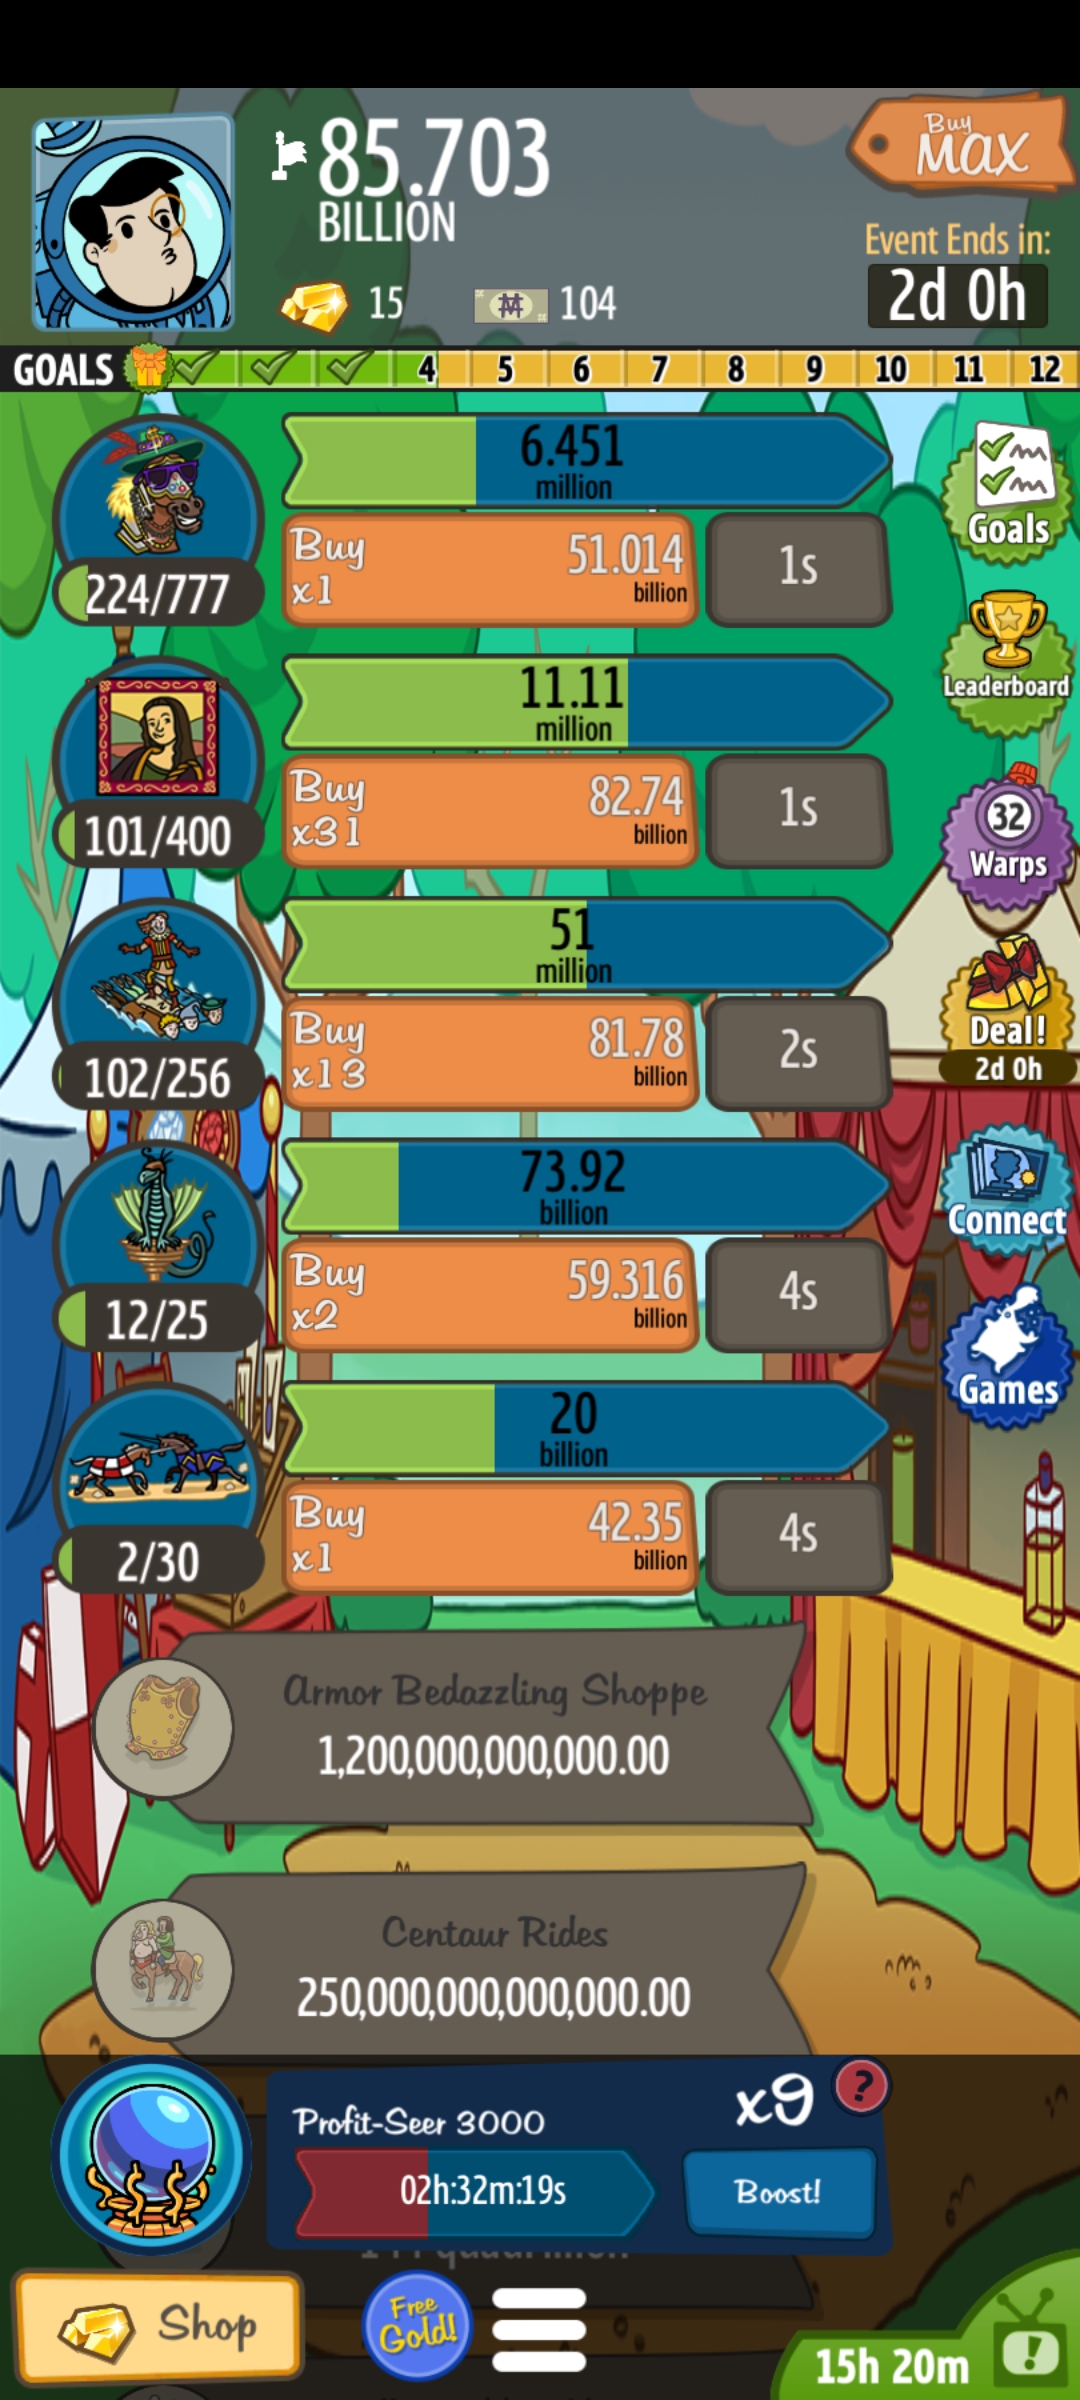 85.703
BILLION
Buy
MAX
Event Ends in:
2d 0h
15
104
GOALS
4
5
6
7
8
9
10
11
12
6.451
million
Goals
Buy
x1
51.014
billion
1s
224/777
11.11
million
Leaderboard
Buy
x31
82.74
billion
1s
101/400
32
Warps
51
million
Buy
x13
81.78
billion
2s
102/256
Deal!
2d 0h
73.92
billion
Connect
Buy
x2
59.316
billion
4s
12/25
Games
20
billion
Buy
x1
42.35
billion
4s
2/30
Armor Bedazzling Shoppe
1,200,000,000,000.00
Centaur Rides
250,000,000,000,000.00
Profit-Seer 3000
x9
?
02h:32m:19s
Boost!
Shop
Free
Gold!
15h 20m
!